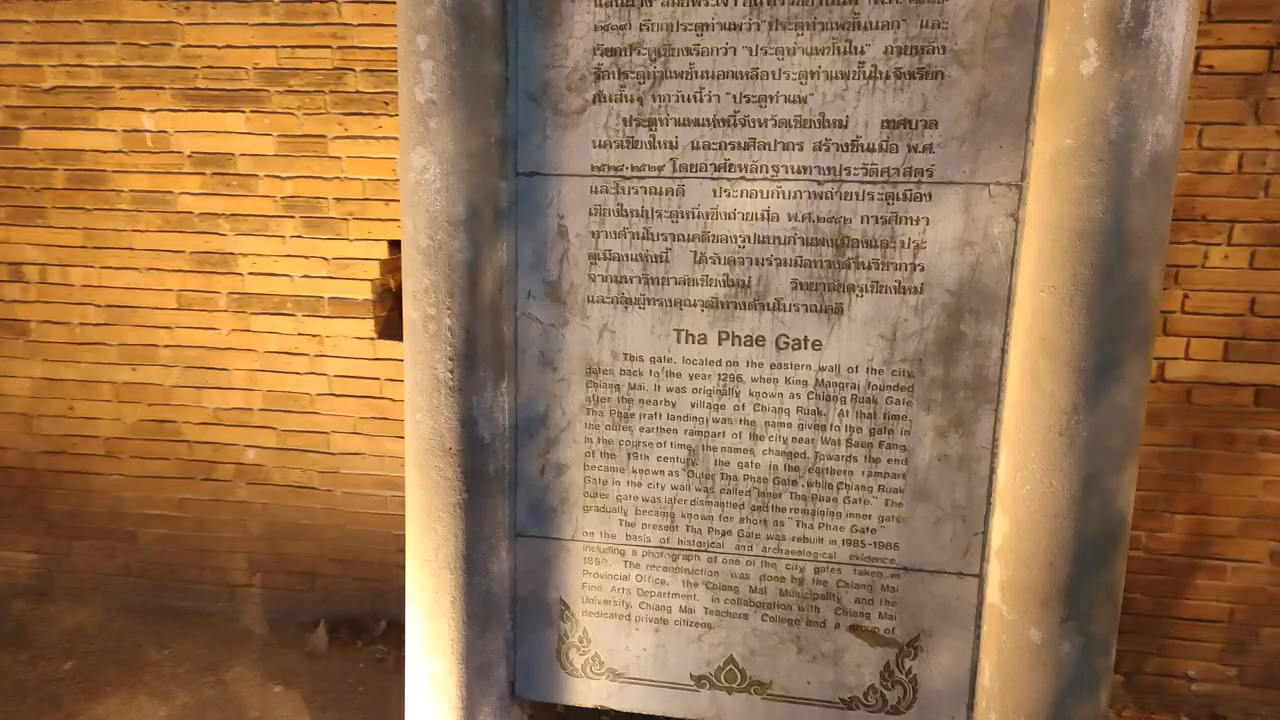 ๒๔๓๙) เรียกประตูท่าแพว่า"ประตูท่าแพชั้นนอก" และ
เรียกประตูเชียงเรือกว่า "ประตูท่าแพชั้นใน" ภายหลัง
รื้อประตูท่าแพชั้นนอกเหลือประตูท่าแพชั้นใน จึงเรียก
กันสั้นๆ ทุกวันนี้ว่า "ประตูท่าแพ"
ประตูท่าแพแห่งนี้จังหวัดเชียงใหม่ เทศบาล
นครเชียงใหม่ และกรมศิลปากร สร้างขึ้นเมื่อ พ.ศ.
๒๕๒๘-๒๕๒๙ โดยอาศัยหลักฐานทางประวัติศาสตร์
และโบราณคดี ประกอบกับภาพถ่ายประตูเมือง
เชียงใหม่ประตูหนึ่งซึ่งถ่ายเมื่อ พ.ศ.๒๔๔๒ การศึกษา
ทางด้านโบราณคดีของรูปแบบกำแพงเมืองและ ประ
ตูเมืองแห่งนี้ ได้รับความร่วมมือทางด้านวิชาการ
จากมหาวิทยาลัยเชียงใหม่ วิทยาลัยครูเชียงใหม่
และกลุ่มผู้ทรงคุณวุฒิทางด้านโบราณคดี
Tha Phae Gate
This gate, located on the eastern wall of the city,
dates back to the year 1296 when King Mangrai founded
Chiang Mai. It was originally known as Chiang Ruak Gate
after the nearby village of Chiang Ruak. At that time,
Tha Phae (raft landing) was the name given to the gate in
the outer, earthen rampart of the city near Wat Saen Fang.
In the course of time, the names changed. Towards the end
of the 19th century, the gate in the earthern rampart
became known as "Outer Tha Phae Gate", while Chiang Ruak
Gate in the city wall was called "Inner Tha Phae Gate." The
outer gate was later dismantled and the remaining inner gate
gradually became known for short as "Tha Phae Gate"
The present Tha Phae Gate was rebuilt in 1985-1986
on the basis of historical and archaeological evidence,
including a photograph of one of the city gates taken in
1899. The reconstruction was done by the Chiang Mai
Provincial Office, the Chiang Mai Municipality and the
Fine Arts Department, in collaboration with Chiang Mai
University, Chiang Mai Teachers' College and a group of
dedicated private citizens.